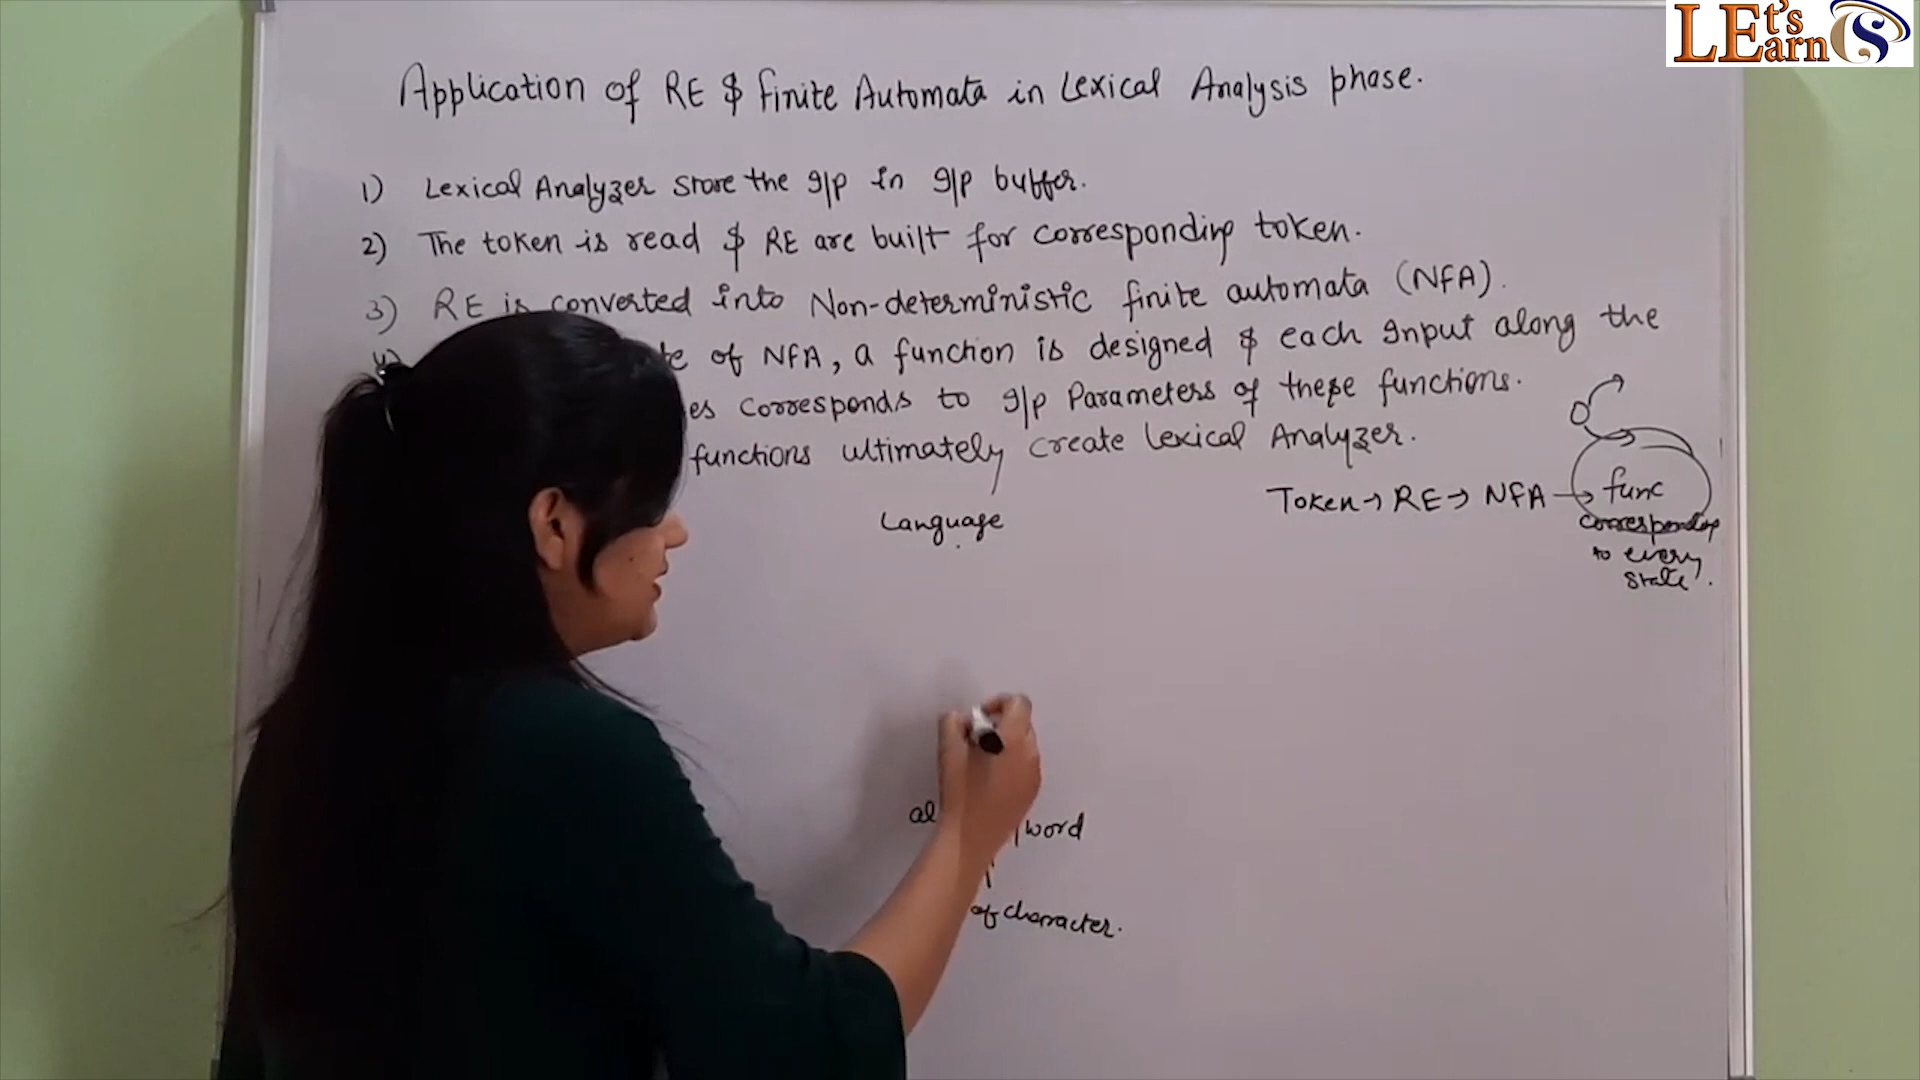 LEt's
Earn CS
Application of RE & finite Automata in Lexical Analysis phase.
1) Lexical Analyzer store the I/p in I/p buffer.
2) The token is read & RE are built for corresponding token.
3) RE is converted into Non-deterministic finite automata (NFA).
4) of NFA, a function is designed & each Input along the
es corresponds to I/p Parameters of these functions.
functions ultimately create Lexical Analyzer.
Token → RE → NFA → func
corresponding
to every
state.
Language
al word
of character.